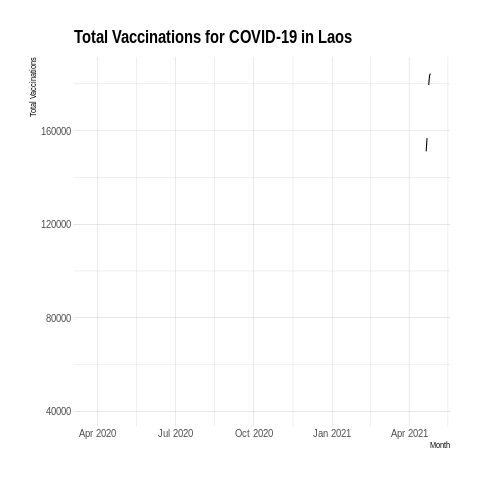 Total Vaccinations for COVID-19 in Laos
Total Vaccinations
160000
120000
80000
40000
Apr 2020 Jul 2020 Oct 2020 Jan 2021 Apr 2021
Month